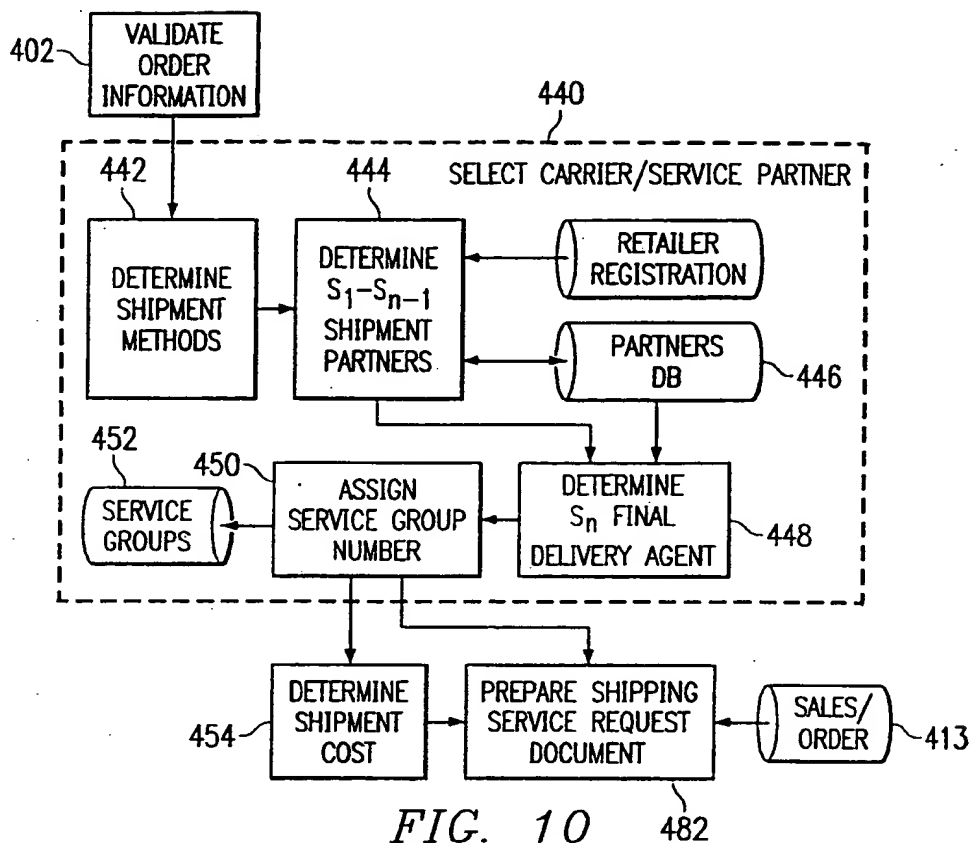 402
VALIDATE
ORDER
INFORMATION
440
SELECT CARRIER/SERVICE PARTNER
442
DETERMINE
SHIPMENT
METHODS
444
DETERMINE
S1-Sn-1
SHIPMENT
PARTNERS
RETAILER
REGISTRATION
PARTNERS
DB
446
452
SERVICE
GROUPS
450
ASSIGN
SERVICE GROUP
NUMBER
DETERMINE
Sn FINAL
DELIVERY AGENT
448
454
DETERMINE
SHIPMENT
COST
PREPARE SHIPPING
SERVICE REQUEST
DOCUMENT
482
SALES/
ORDER
413
FIG. 10